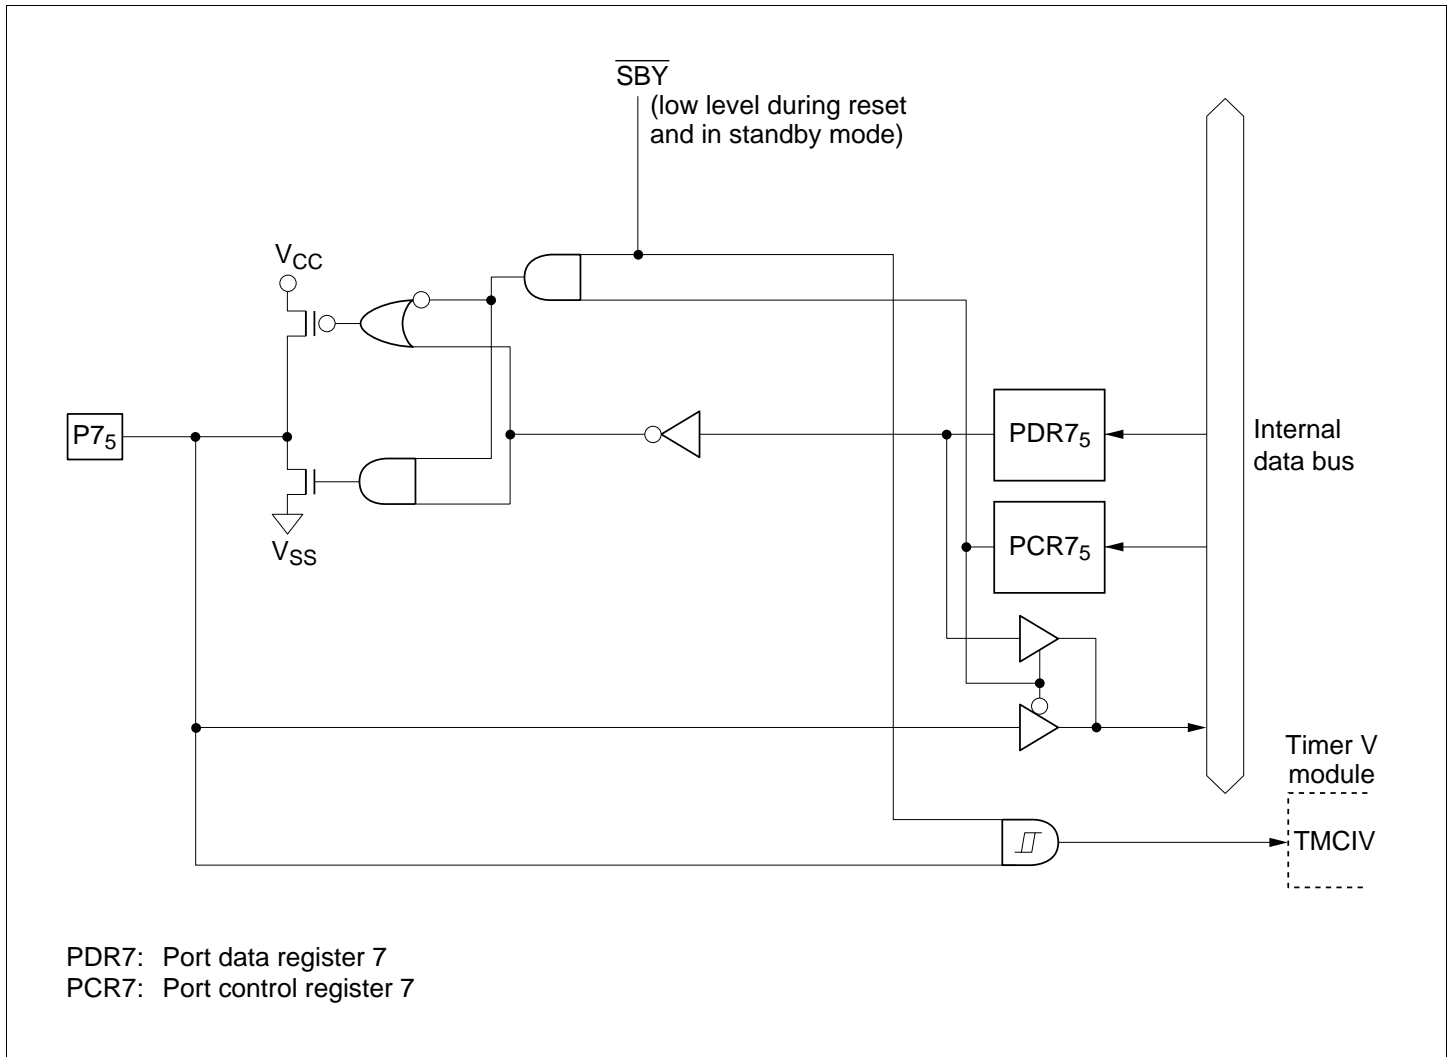 SBY
(low level during reset
and in standby mode)
VCC
P75
VSS
PDR75
PCR75
Internal
data bus
Timer V
module
TMCIV
PDR7: Port data register 7
PCR7: Port control register 7